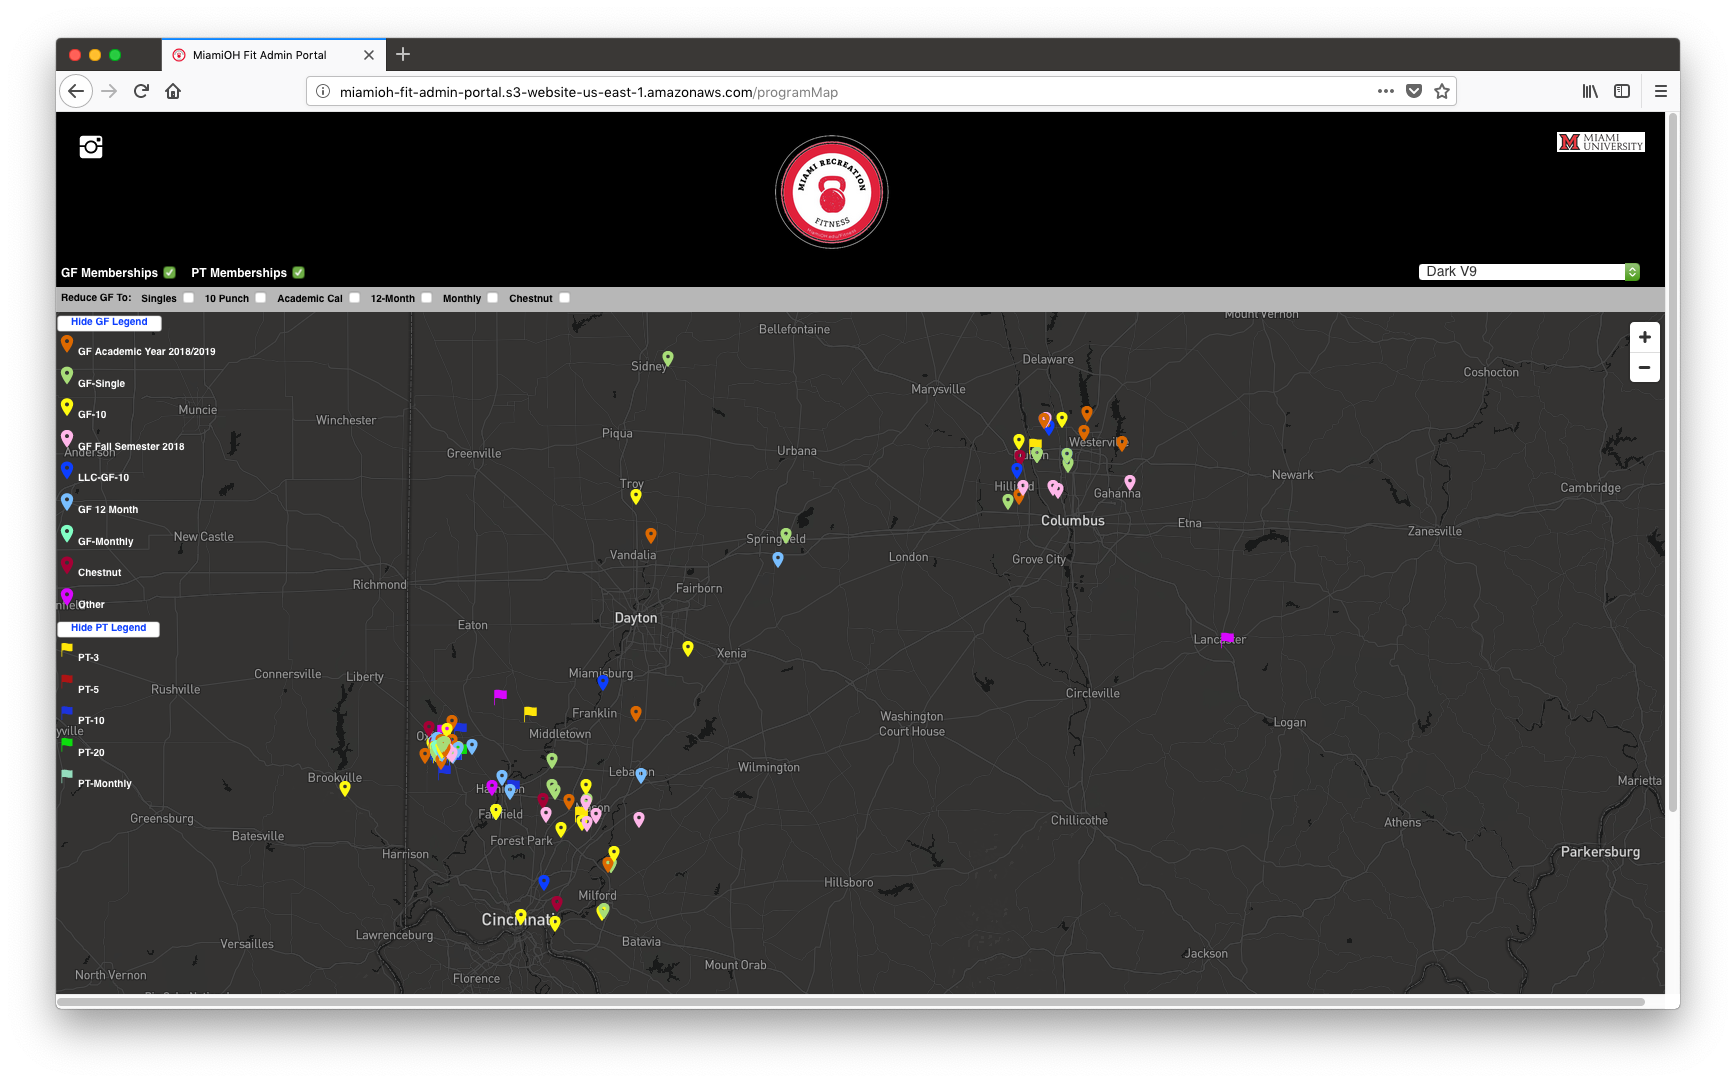 MiamiOH Fit Admin Portal
miamioh-fit-admin-portal.s3-website-us-east-1.amazonaws.com/programMap
MIAMI RECREATION
FITNESS
MIAMI
UNIVERSITY
GF Memberships PT Memberships
Dark V9
Reduce GF To: Singles 10 Punch Academic Cal 12-Month Monthly Chestnut
Hide GF Legend
GF Academic Year 2018/2019
GF-Single
GF-10
GF Fall Semester 2018
LLC-GF-10
GF 12 Month
GF-Monthly
Chestnut
Other
Hide PT Legend
PT-3
PT-5
PT-10
PT-20
PT-Monthly
Mount Vernon
Bellefontaine
Delaware
Sidney
Coshocton
Marysville
Muncie
Winchester
Piqua
Westerville
Anderson
Greenville
Urbana
Newark
Troy
Gahanna
Cambridge
Columbus
Etna
Zanesville
New Castle
Springfield
Vandalia
London
Grove City
Richmond
Fairborn
Dayton
Eaton
Lancaster
Xenia
Connersville
Liberty
Miamisburg
Rushville
Circleville
Franklin
Washington
Court House
Logan
Middletown
Wilmington
Lebanon
Brookville
Marietta
Hamilton
Fairfield
Greensburg
Chillicothe
Athens
Batesville
Forest Park
Harrison
Parkersburg
Hillsboro
Milford
Cincinnati
Lawrenceburg
Batavia
Versailles
Jackson
Mount Orab
North Vernon
Florence